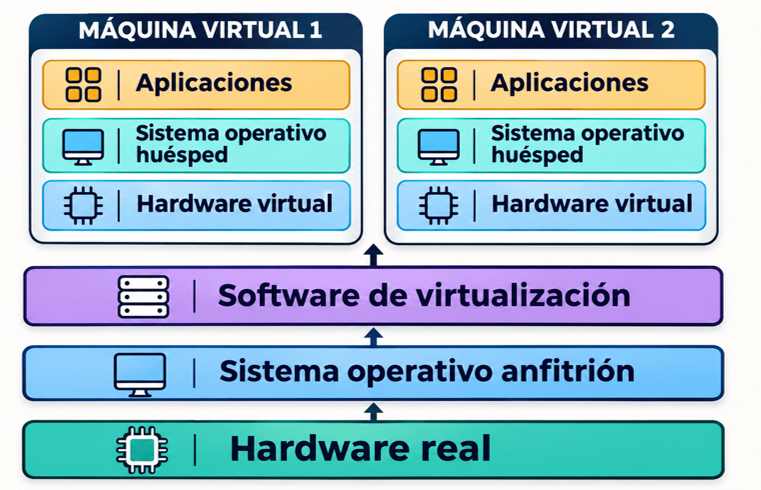 MÁQUINA VIRTUAL 1
Aplicaciones
Sistema operativo
huésped
Hardware virtual
MÁQUINA VIRTUAL 2
Aplicaciones
Sistema operativo
huésped
Hardware virtual
Software de virtualización
Sistema operativo anfitrión
Hardware real